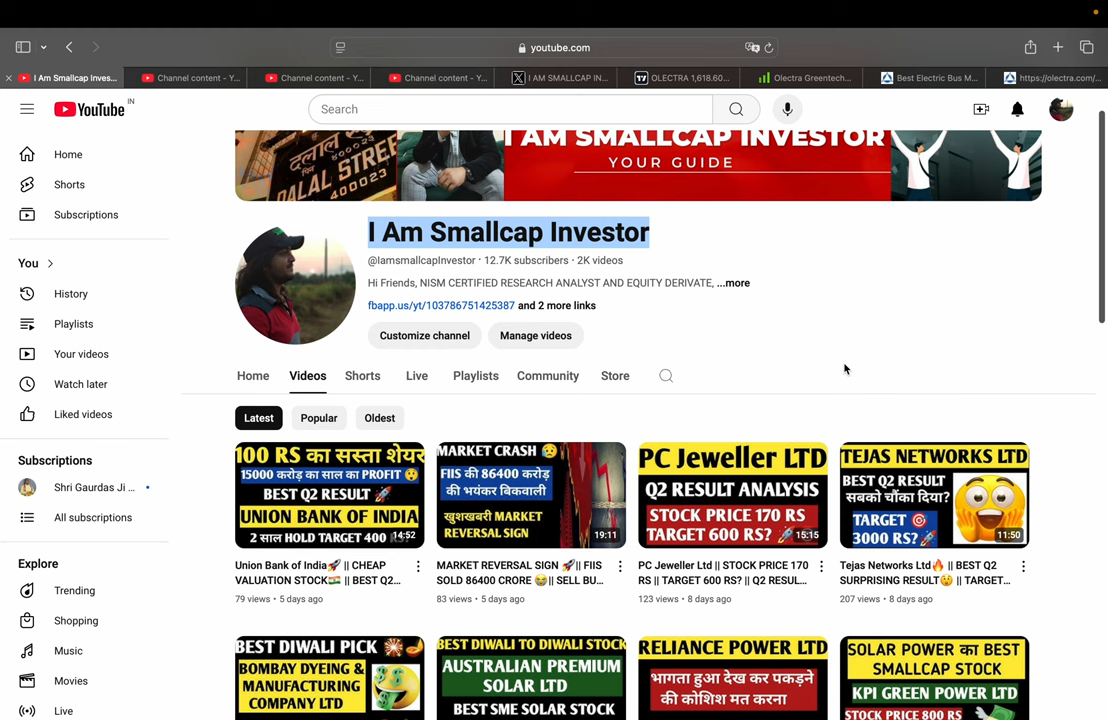 youtube.com
I Am Smallcap Inves...
Channel content - Y...
Channel content - Y...
Channel content - Y...
I AM SMALLCAP IN...
OLECTRA 1,618.60...
Olectra Greentech...
Best Electric Bus M...
https://olectra.com/...
YouTube IN
Search
Home
Shorts
Subscriptions
You
History
Playlists
Your videos
Watch later
Liked videos
Subscriptions
Shri Gaurdas Ji ...
All subscriptions
Explore
Trending
Shopping
Music
Movies
Live
दलाल स्ट्रीट
DALAL STREET
400023
I AM SMALLCAP INVESTOR
YOUR GUIDE
I Am Smallcap Investor
@IamsmallcapInvestor · 12.7K subscribers · 2K videos
Hi Friends, NISM CERTIFIED RESEARCH ANALYST AND EQUITY DERIVATE, ...more
fbapp.us/yt/103786751425387 and 2 more links
Customize channel
Manage videos
Home
Videos
Shorts
Live
Playlists
Community
Store
Latest
Popular
Oldest
100 RS का सस्ता शेयर
15000 करोड़ का साल का PROFIT
BEST Q2 RESULT
UNION BANK OF INDIA
2 साल HOLD TARGET 400
14:52
Union Bank of India🚀 || CHEAP
VALUATION STOCK🇮🇳 || BEST Q2...
79 views · 5 days ago
MARKET CRASH
FIIS की 86400 करोड़
की भयंकर बिकवाली
खुशखबरी MARKET
REVERSAL SIGN
19:11
MARKET REVERSAL SIGN 🚀|| FIIS
SOLD 86400 CRORE 😭|| SELL BU...
83 views · 5 days ago
PC Jeweller LTD
Q2 RESULT ANALYSIS
STOCK PRICE 170 RS
TARGET 600 RS?
15:15
PC Jeweller Ltd || STOCK PRICE 170
RS || TARGET 600 RS? || Q2 RESUL...
123 views · 8 days ago
TEJAS NETWORKS LTD
BEST Q2 RESULT
सबको चौंका दिया?
TARGET
3000 RS?
11:50
Tejas Networks Ltd🔥 || BEST Q2
SURPRISING RESULT😯 || TARGET...
207 views · 8 days ago
BEST DIWALI PICK
BOMBAY DYEING &
MANUFACTURING
COMPANY LTD
BEST DIWALI TO DIWALI STOCK
AUSTRALIAN PREMIUM
SOLAR LTD
BEST SME SOLAR STOCK
RELIANCE POWER LTD
भागता हुआ देख कर पकड़ने
की कोशिश मत करना
SOLAR POWER का BEST
SMALLCAP STOCK
KPI GREEN POWER LTD
STOCK PRICE 800 RS